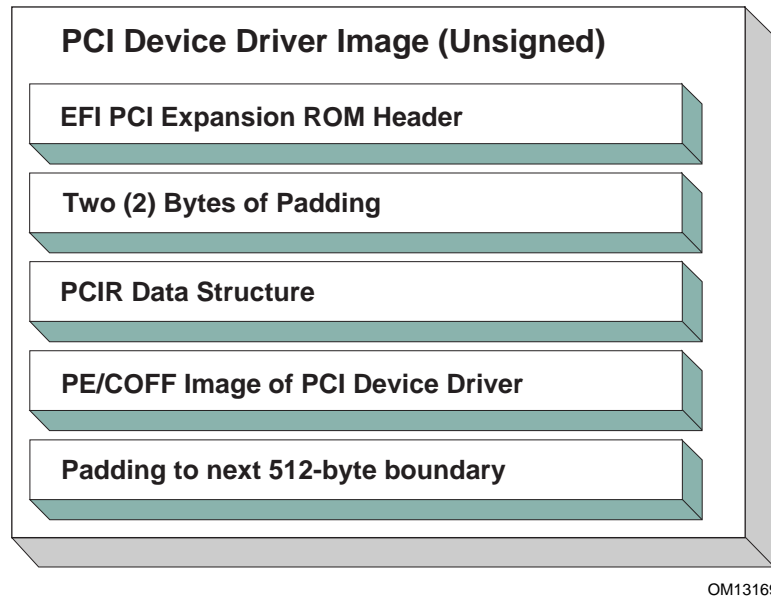 PCI Device Driver Image (Unsigned)
EFI PCI Expansion ROM Header
Two (2) Bytes of Padding
PCIR Data Structure
PE/COFF Image of PCI Device Driver
Padding to next 512-byte boundary
OM13169